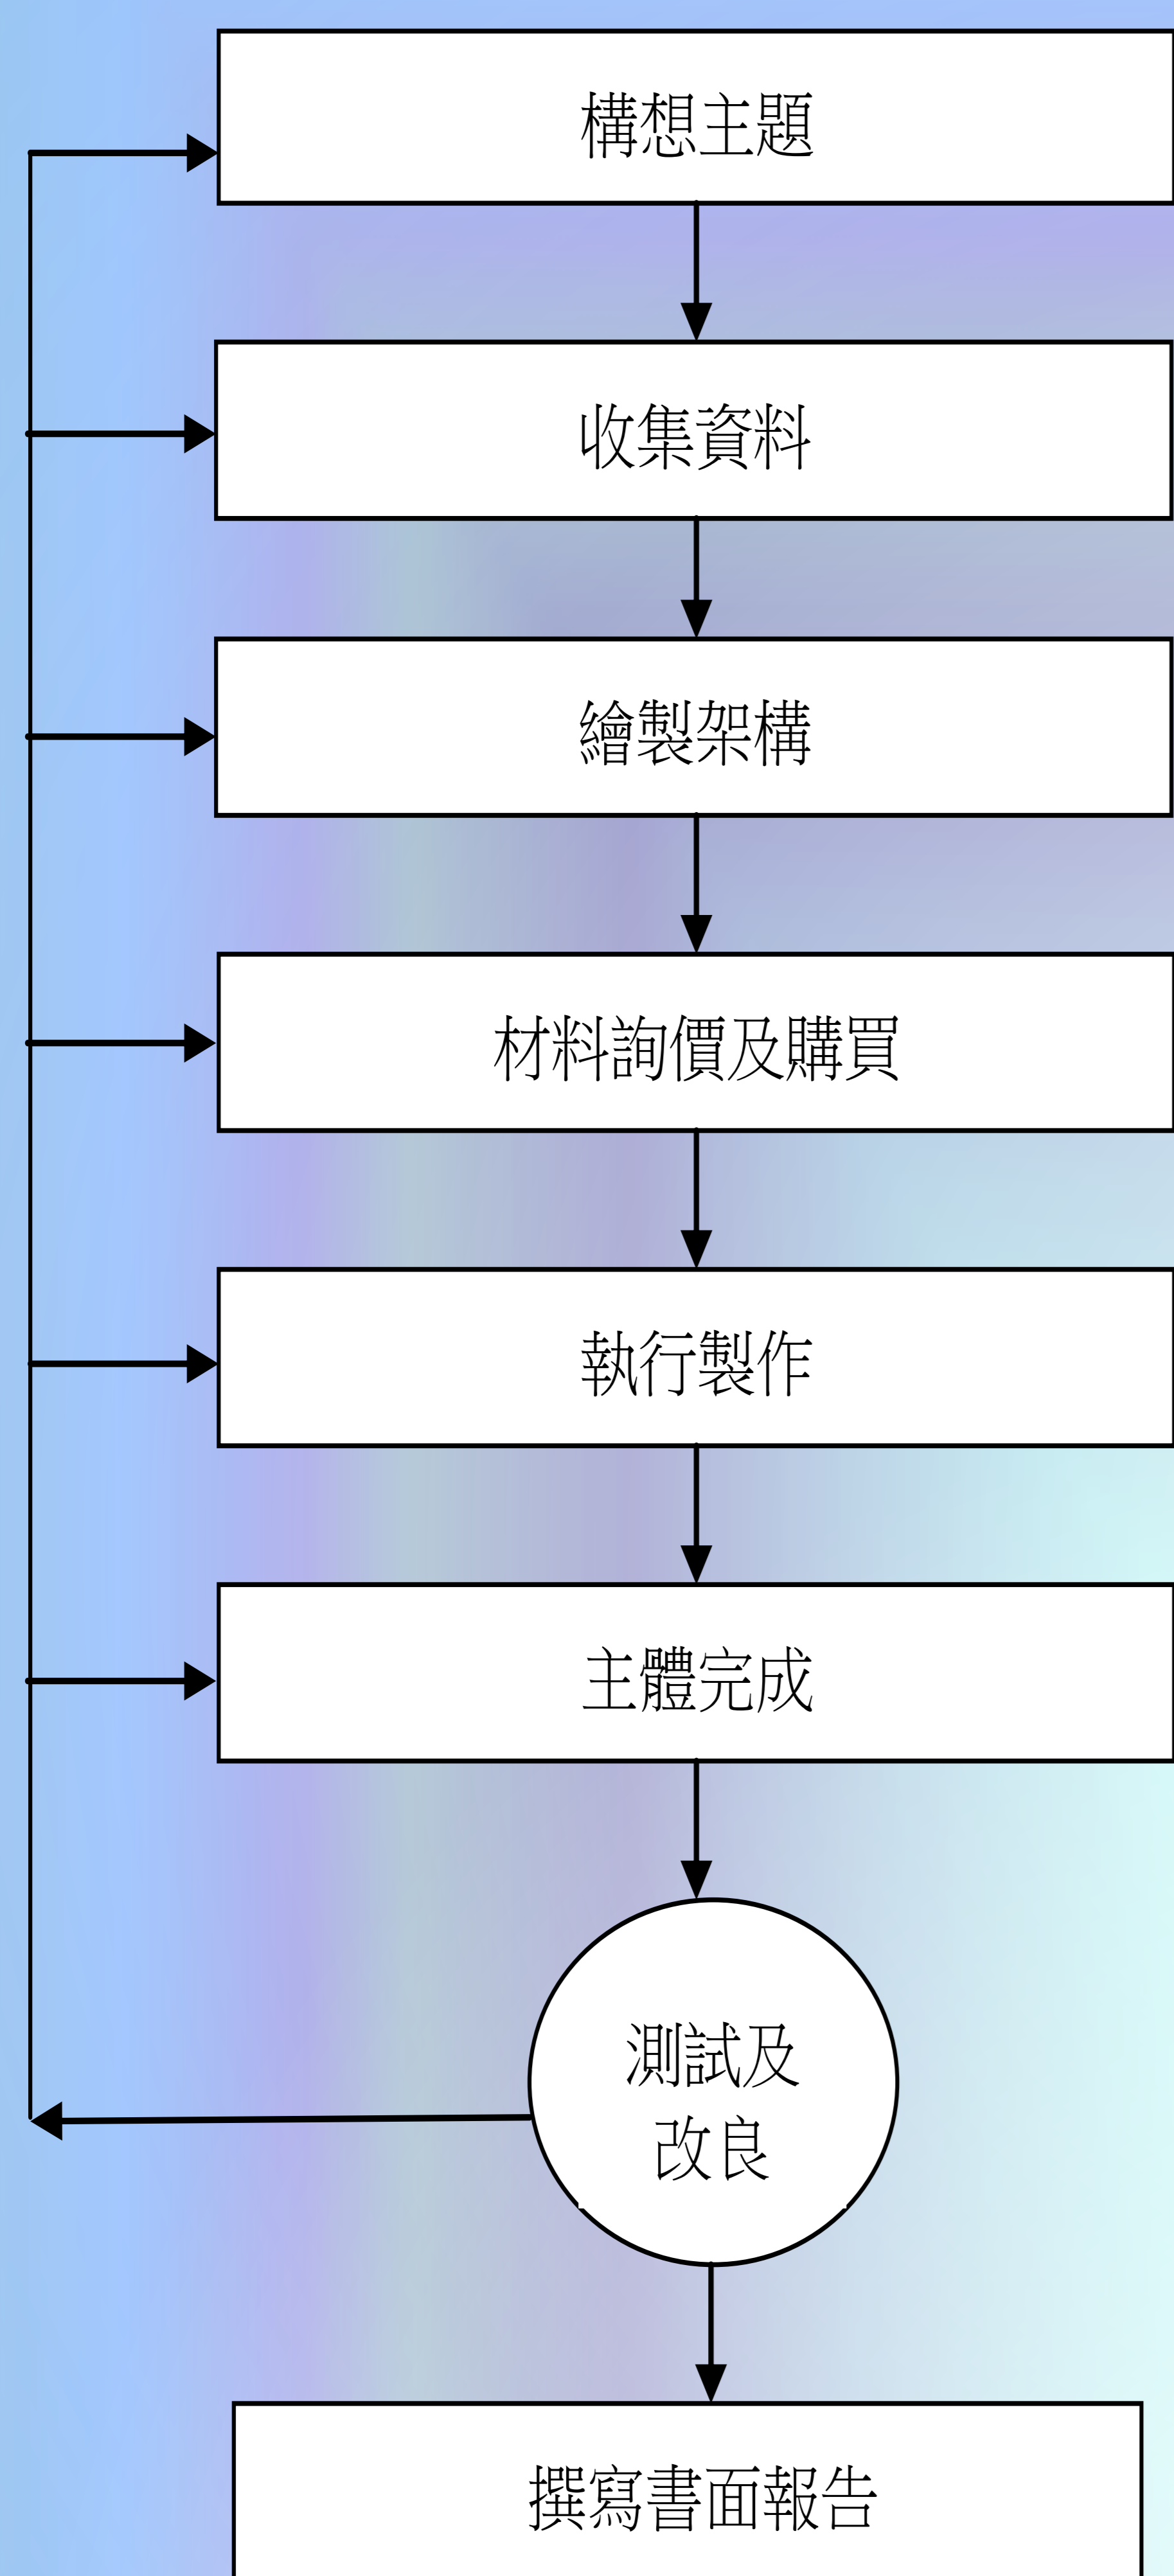 構想主題
收集資料
繪製架構
材料詢價及購買
執行製作
主體完成
測試及
改良
撰寫書面報告